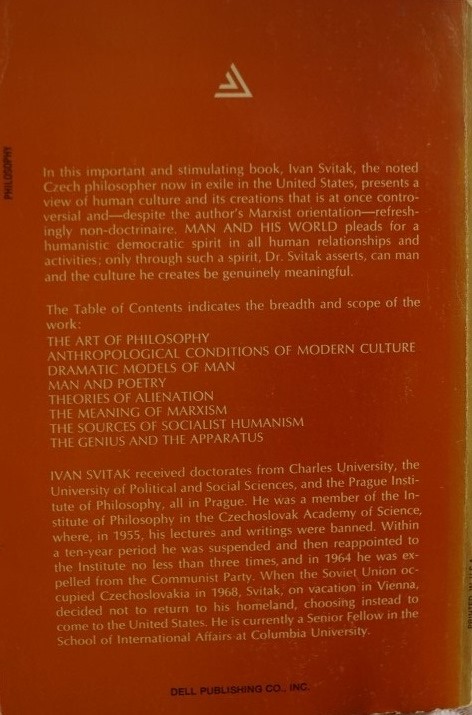 PHILOSOPHY
In this important and stimulating book, Ivan Svitak, the noted
Czech philosopher now in exile in the United States, presents a
view of human culture and its creations that is at once contro-
versial and—despite the author's Marxist orientation—refresh-
ingly non-doctrinaire. MAN AND HIS WORLD pleads for a
humanistic democratic spirit in all human relationships and
activities; only through such a spirit, Dr. Svitak asserts, can man
and the culture he creates be genuinely meaningful.
The Table of Contents indicates the breadth and scope of the
work:
THE ART OF PHILOSOPHY
ANTHROPOLOGICAL CONDITIONS OF MODERN CULTURE
DRAMATIC MODELS OF MAN
MAN AND POETRY
THEORIES OF ALIENATION
THE MEANING OF MARXISM
THE SOURCES OF SOCIALIST HUMANISM
THE GENIUS AND THE APPARATUS
IVAN SVITAK received doctorates from Charles University, the
University of Political and Social Sciences, and the Prague Insti-
tute of Philosophy, all in Prague. He was a member of the In-
stitute of Philosophy in the Czechoslovak Academy of Science,
where, in 1955, his lectures and writings were banned. Within
a ten-year period he was suspended and then reappointed to
the Institute no less than three times, and in 1964 he was ex-
pelled from the Communist Party. When the Soviet Union oc-
cupied Czechoslovakia in 1968, Svitak, on vacation in Vienna,
decided not to return to his homeland, choosing instead to
come to the United States. He is currently a Senior Fellow in the
School of International Affairs at Columbia University.
DELL PUBLISHING CO., INC.